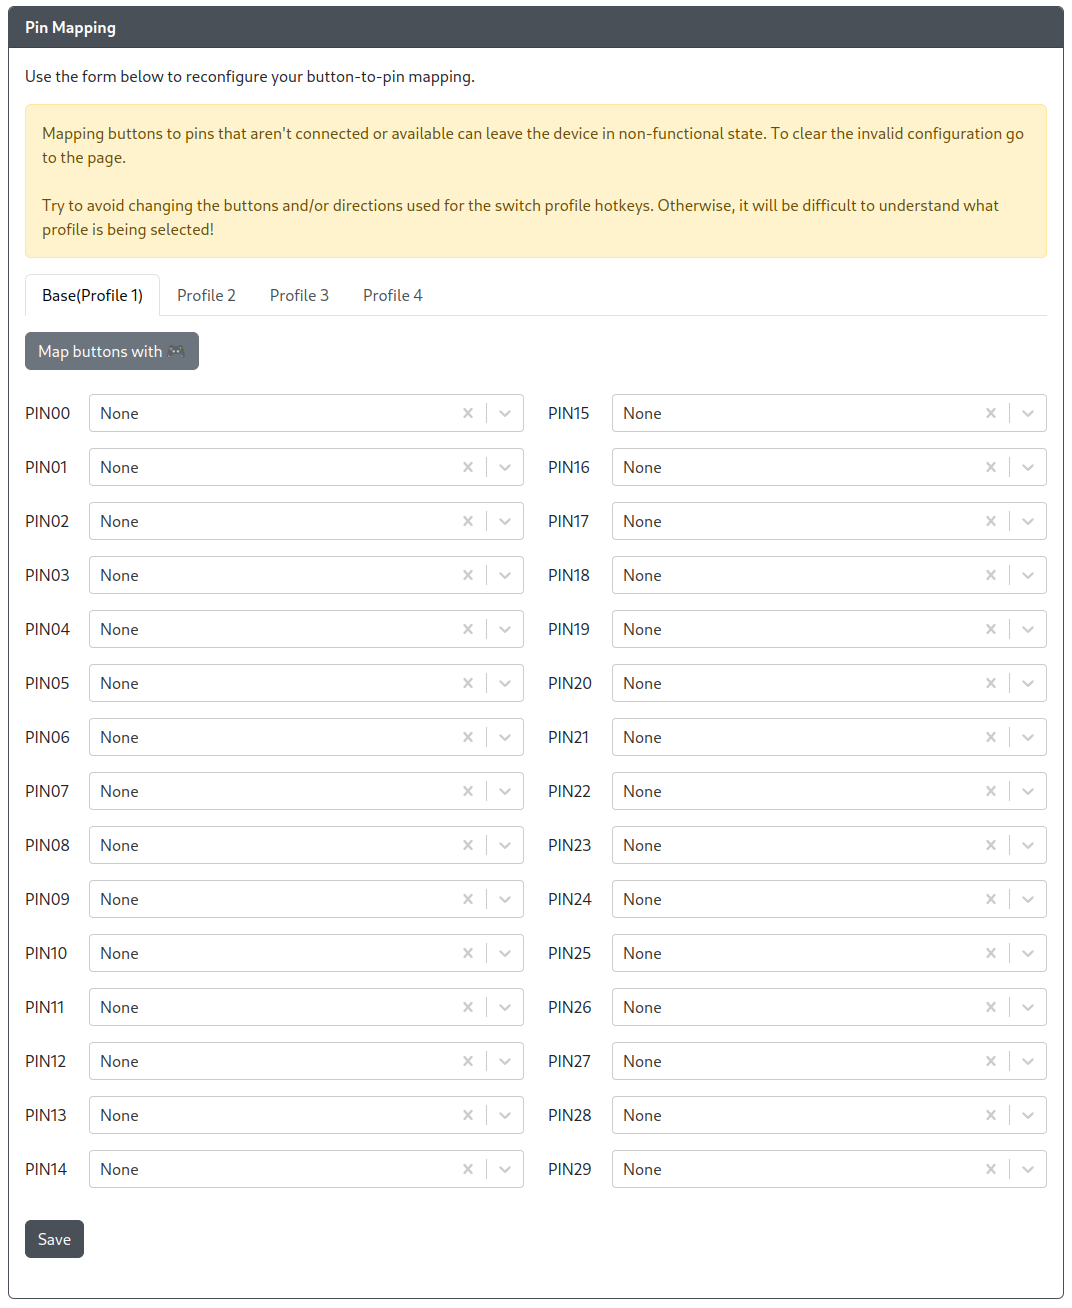 Pin Mapping
Use the form below to reconfigure your button-to-pin mapping.
Mapping buttons to pins that aren't connected or available can leave the device in non-functional state. To clear the invalid configuration go
to the page.
Try to avoid changing the buttons and/or directions used for the switch profile hotkeys. Otherwise, it will be difficult to understand what
profile is being selected!
Base(Profile 1) Profile 2 Profile 3 Profile 4
Map buttons with 🎮
PIN00 None PIN15 None
PIN01 None PIN16 None
PIN02 None PIN17 None
PIN03 None PIN18 None
PIN04 None PIN19 None
PIN05 None PIN20 None
PIN06 None PIN21 None
PIN07 None PIN22 None
PIN08 None PIN23 None
PIN09 None PIN24 None
PIN10 None PIN25 None
PIN11 None PIN26 None
PIN12 None PIN27 None
PIN13 None PIN28 None
PIN14 None PIN29 None
Save